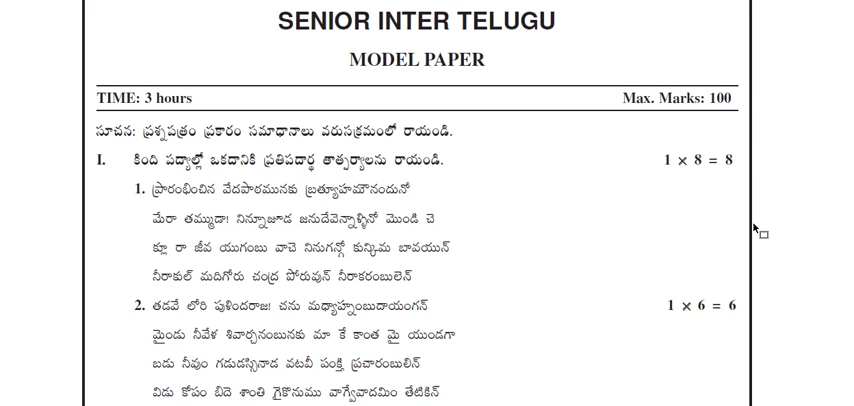 SENIOR INTER TELUGU
MODEL PAPER
TIME: 3 hours Max. Marks: 100
సూచన: ప్రశ్నపత్రం ప్రకారం సమాధానాలు వరుసక్రమంలో రాయండి.
I. కింది పద్యాల్లో ఒకదానికి ప్రతిపదార్థ తాత్పర్యాలను రాయండి. 1 × 8 = 8
1. ప్రారంభించిన వేదపాఠమునకు బ్రత్యూహమౌనందునో
మేరా తమ్ముడా! నిన్నూజూడ జనుదేవెన్నాళ్ళినో మొండి చె
క్కూ రా జీవ యుగంబు వాచె నినుగన్గో కున్కిమ బావయున్
నీరాకుల్ మదిగోరు చంద్ర పోరువున్ నీరాకరంబులెన్
2. తడవే లోరి పుళిందరాజ! చను మధ్యాహ్నంబుదాయంగన్ 1 × 6 = 6
మైండు నీవేళ శివార్చనంబునకు మా కే కాంత మై యుండగా
బడు నీవుం గడుడస్సినాడ వటవీ పంక్తి ప్రచారంబులిన్
విడు కోపం బిదె శాంతి గైకొనుము వాగ్వేవాదమిం తేటికిన్